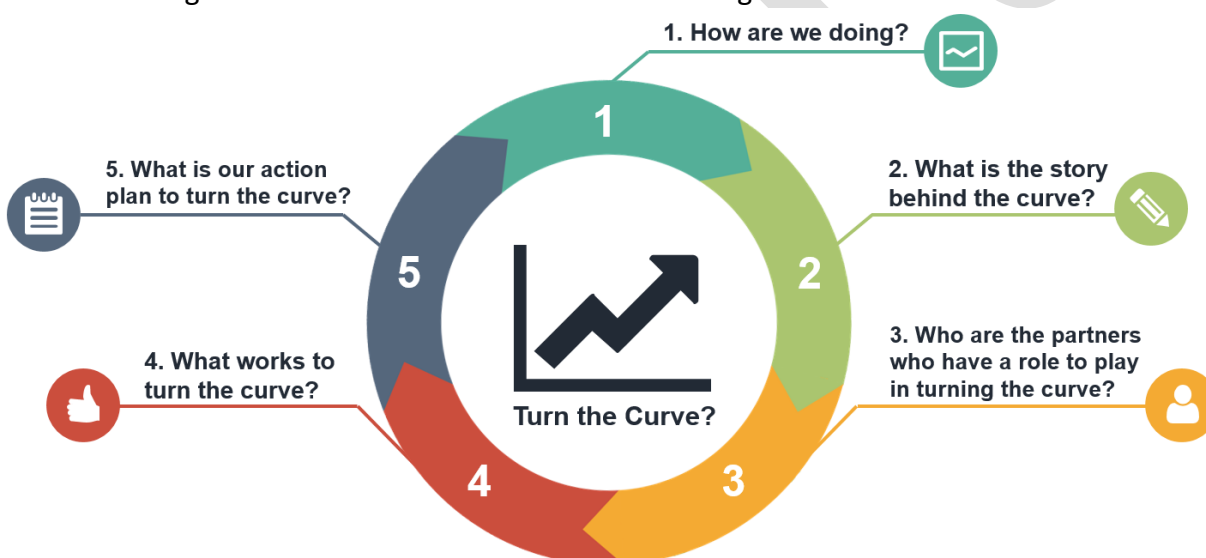 1. How are we doing?
1
5. What is our action
plan to turn the curve?
2. What is the story
behind the curve?
5
2
3. Who are the partners
who have a role to play
in turning the curve?
4. What works to
turn the curve?
Turn the Curve?
4
3